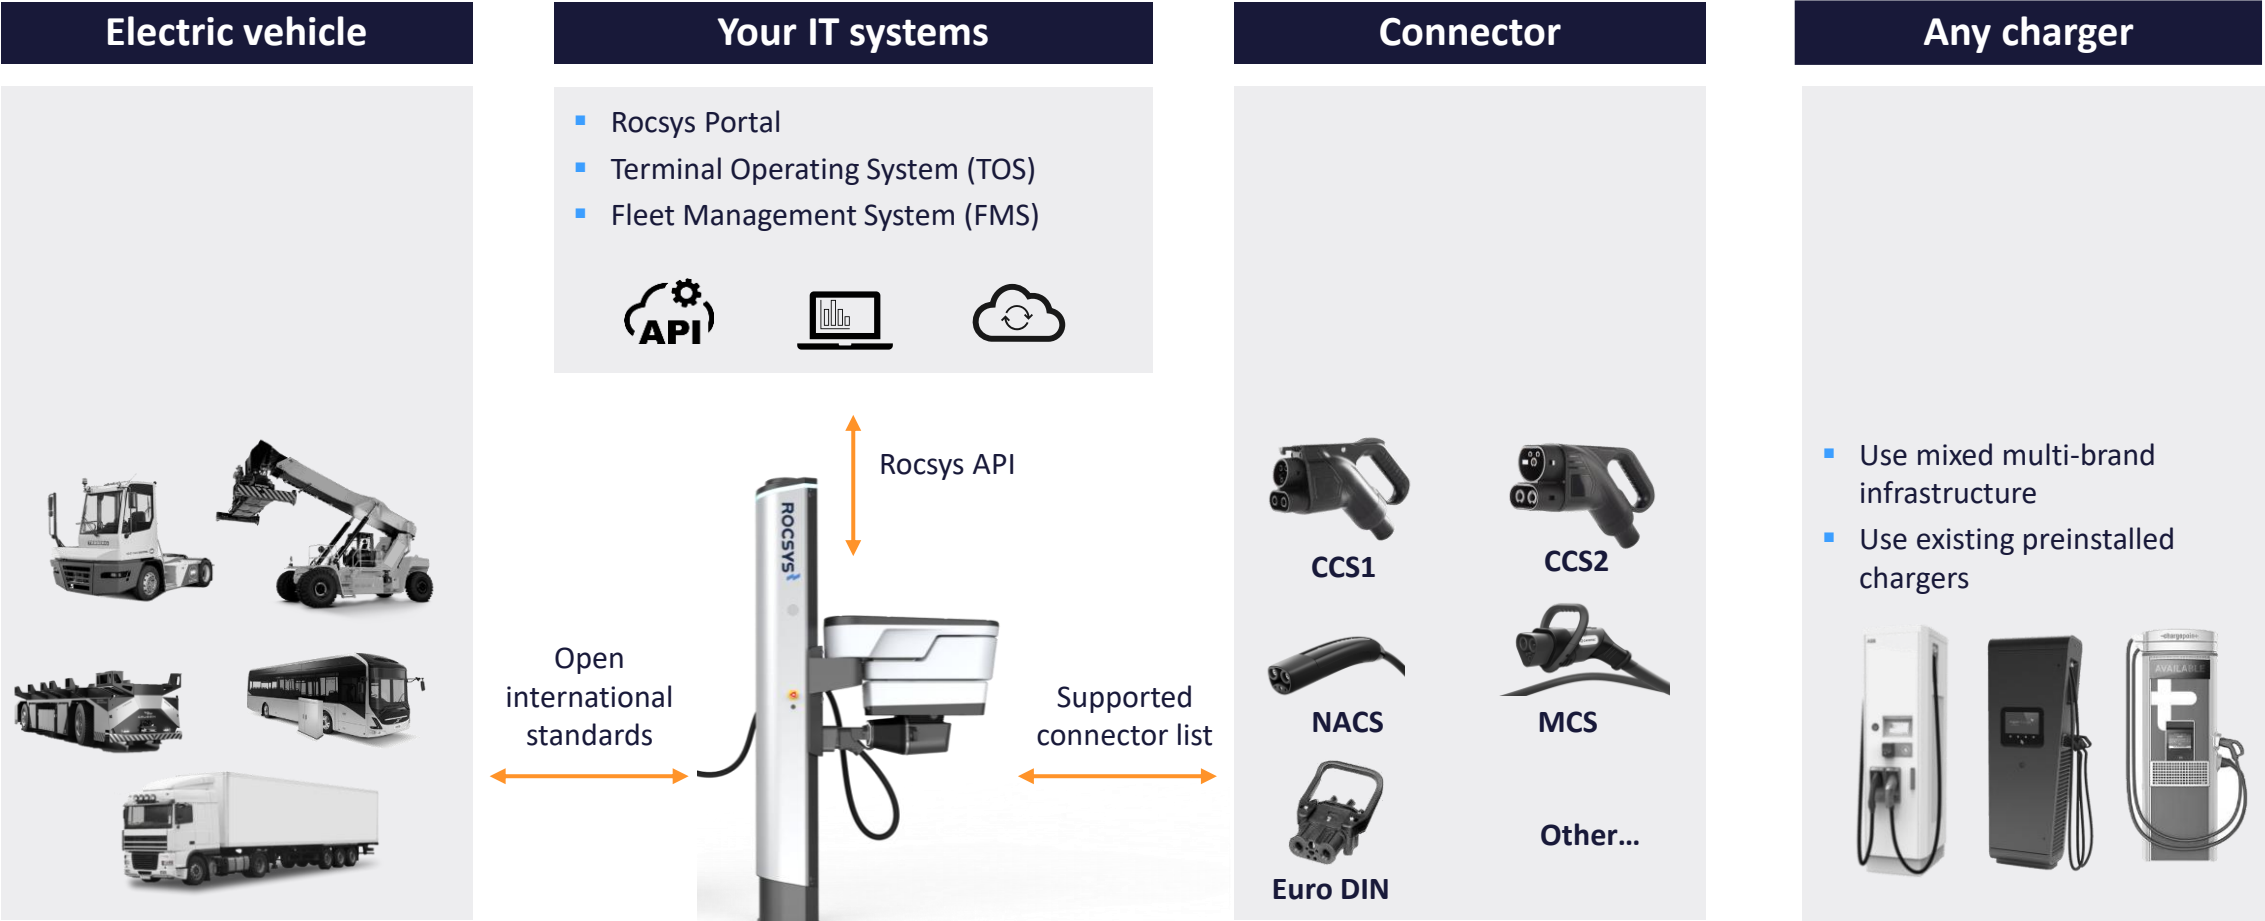 Electric vehicle
Your IT systems
Rocsys Portal
Terminal Operating System (TOS)
Fleet Management System (FMS)
API
Rocsys API
ROCSYS
Open
international
standards
Supported
connector list
Connector
CCS1
CCS2
NACS
MCS
Euro DIN
Other...
Any charger
Use mixed multi-brand
infrastructure
Use existing preinstalled
chargers
AVAILABLE